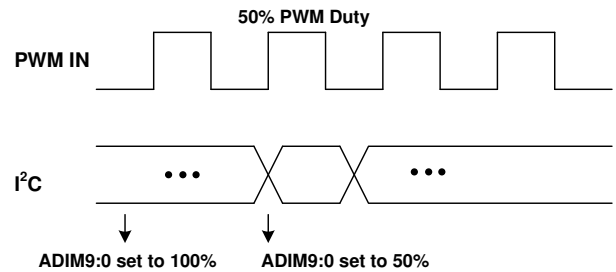 50% PWM Duty
PWM IN
•••
•••
I²C
ADIM9:0 set to 100%
ADIM9:0 set to 50%